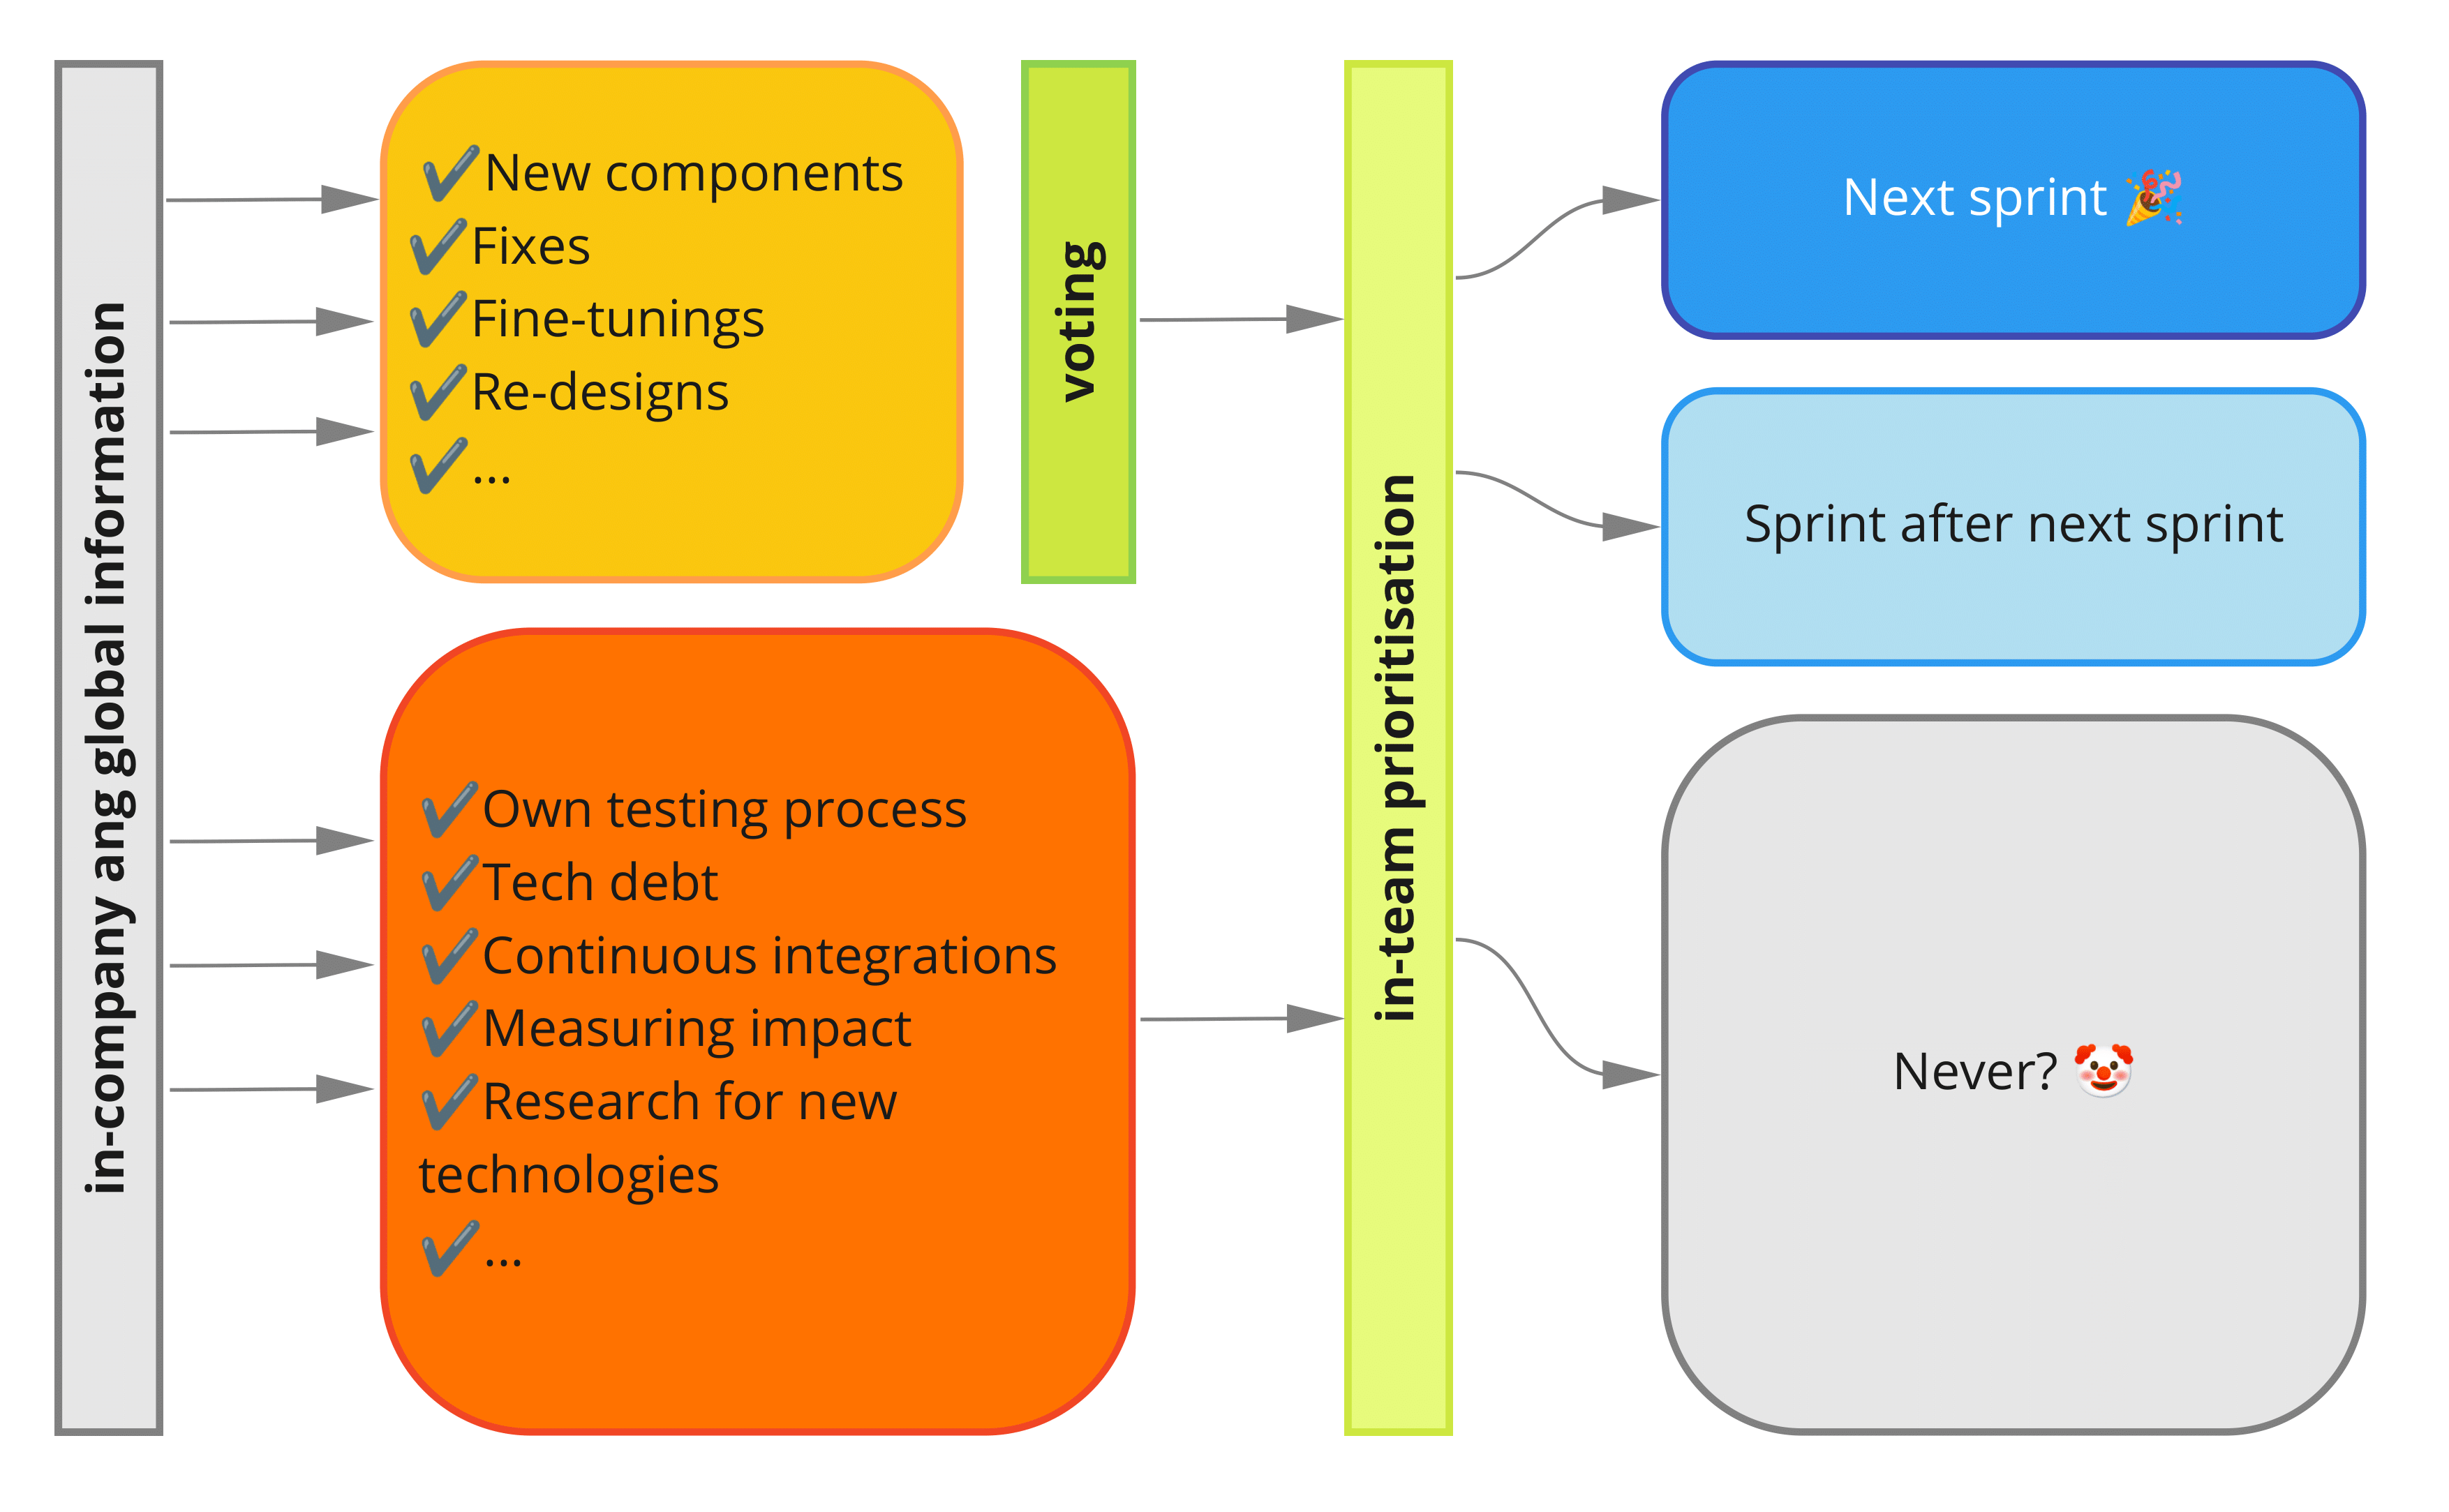 in-company ang global information
✔️New components
✔️Fixes
✔️Fine-tunings
✔️Re-designs
✔️...
voting
✔️Own testing process
✔️Tech debt
✔️Continuous integrations
✔️Measuring impact
✔️Research for new
technologies
✔️...
in-team prioritisation
Next sprint 🎉
Sprint after next sprint
Never? 🤡